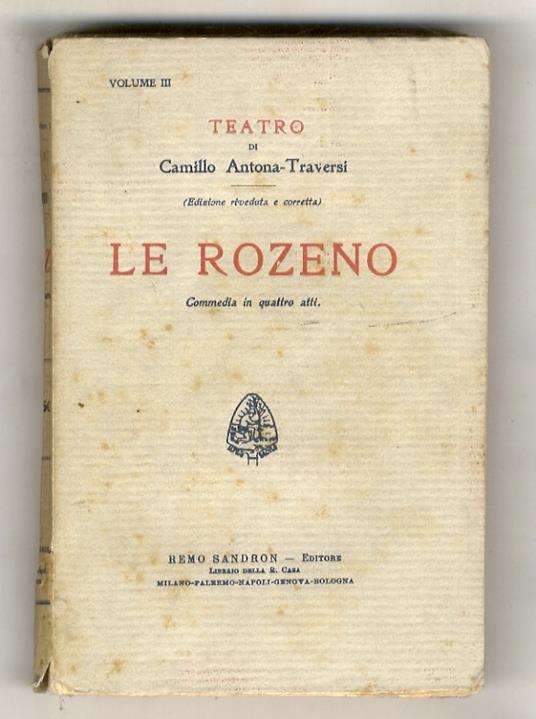 VOLUME III
TEATRO
DI
Camillo Antona-Traversi
(Edizione riveduta e corretta)
LE ROZENO
Commedia in quattro atti.
REMO SANDRON — EDITORE
LIBRAIO DELLA R. CASA
MILANO-PALERMO-NAPOLI-GENOVA-BOLOGNA